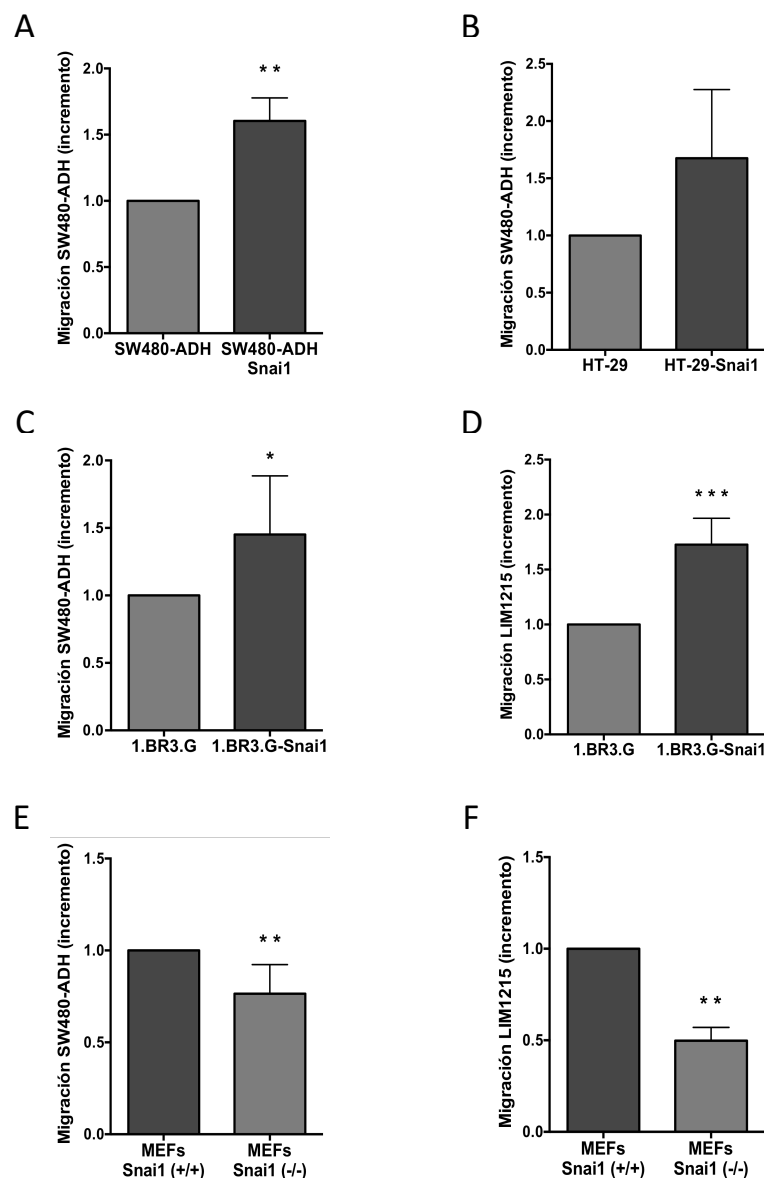 A
Migración SW480-ADH (incremento)
2.0
1.5
1.0
0.5
0.0
* *
SW480-ADH
SW480-ADH
Snai1
B
Migración SW480-ADH (incremento)
2.5
2.0
1.5
1.0
0.5
0.0
HT-29
HT-29-Snai1
C
Migración SW480-ADH (incremento)
2.0
1.5
1.0
0.5
0.0
*
1.BR3.G
1.BR3.G-Snai1
D
Migración LIM1215 (incremento)
2.5
2.0
1.5
1.0
0.5
0.0
* * *
1.BR3.G
1.BR3.G-Snai1
E
Migración SW480-ADH (incremento)
1.5
1.0
0.5
0.0
* *
MEFs
Snai1 (+/+)
MEFs
Snai1 (-/-)
F
Migración LIM1215 (incremento)
1.5
1.0
0.5
0.0
* *
MEFs
Snai1 (+/+)
MEFs
Snai1 (-/-)